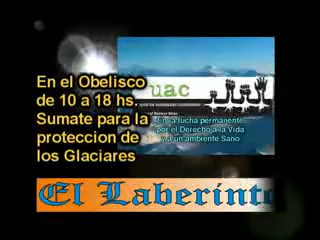 En el Obelisco
de 10 a 18 hs.
Sumate para la
proteccion de
los Glaciares
uac
En la lucha permanente
por el Derecho a la Vida
y a un ambiente Sano
El Laberinto